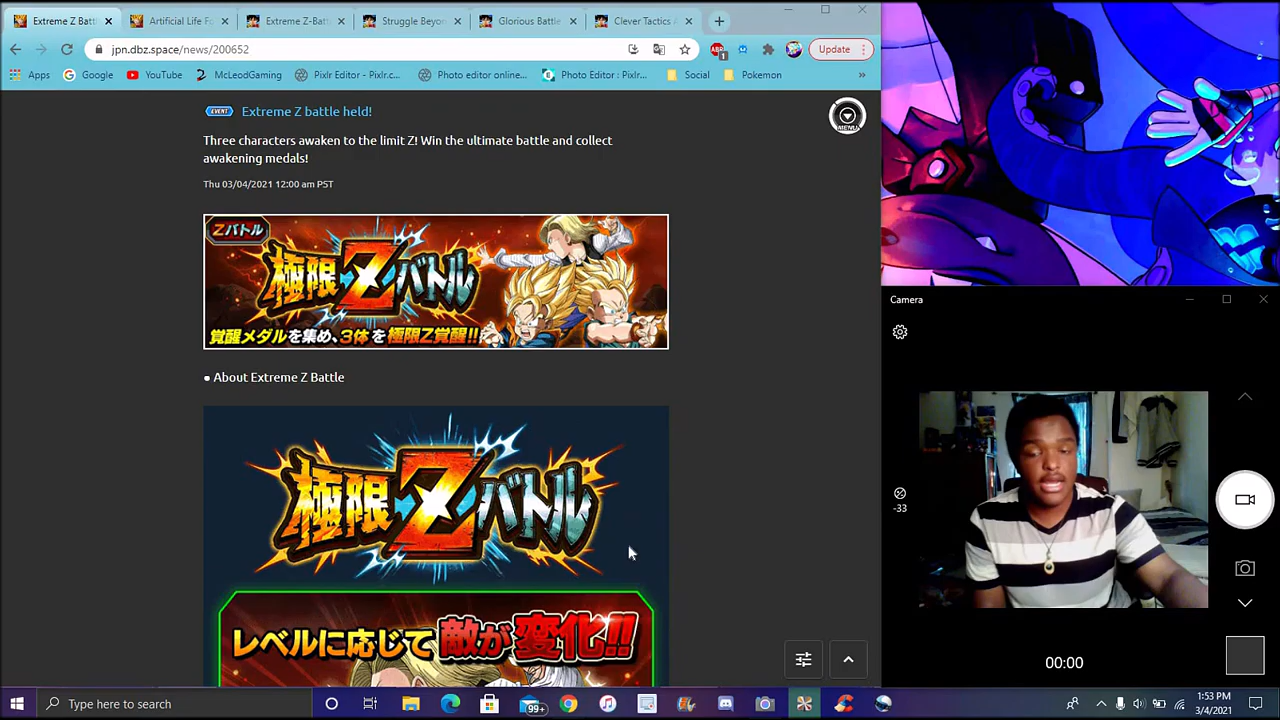 Extreme Z Batt
Artificial Life Fo
Extreme Z-Batt
Struggle Beyon
Glorious Battle
Clever Tactics A
jpn.dbz.space/news/200652
1
Update
Apps
Google
YouTube
McLeodGaming
Pixlr Editor - Pixlr.c...
Photo editor online...
Photo Editor : Pixlr...
Social
Pokemon
»
EVENT Extreme Z battle held!
MENU
Three characters awaken to the limit Z! Win the ultimate battle and collect
awakening medals!
Thu 03/04/2021 12:00 am PST
Zバトル
極限Zバトル
覚醒メダルを集め、3体を極限Z覚醒!!
● About Extreme Z Battle
極限Zバトル
レベルに応じて敵が変化!!
Camera
-33
00:00
Type here to search
99+
1:53 PM
3/4/2021